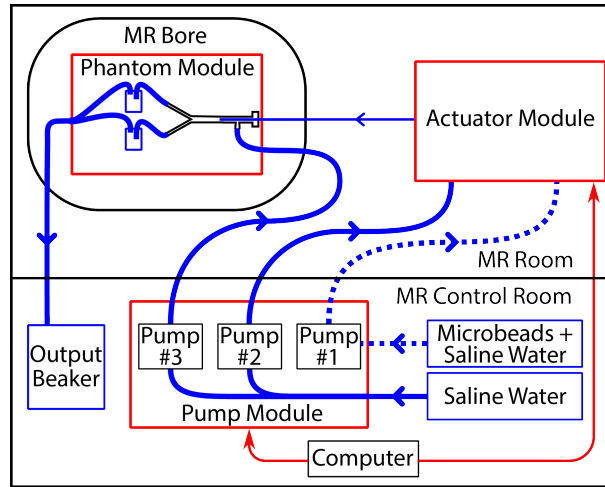 MR Bore
Phantom Module
Actuator Module
MR Room
MR Control Room
Output
Beaker
Pump
#3
Pump
#2
Pump
#1
Microbeads +
Saline Water
Saline Water
Pump Module
Computer